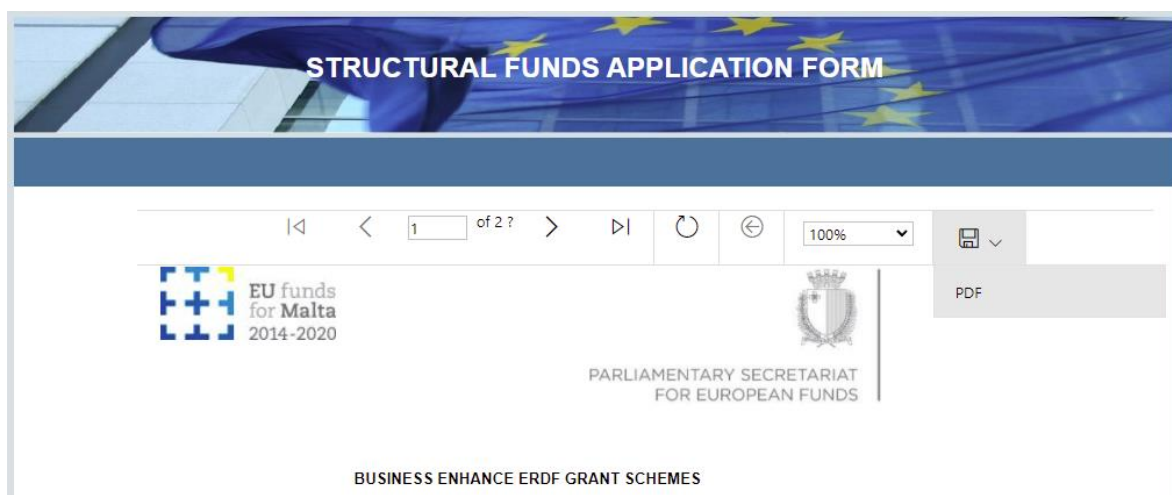 STRUCTURAL FUNDS APPLICATION FORM
1 of 2 ? 100%
PDF
EU funds
for Malta
2014-2020
PARLIAMENTARY SECRETARIAT
FOR EUROPEAN FUNDS
BUSINESS ENHANCE ERDF GRANT SCHEMES